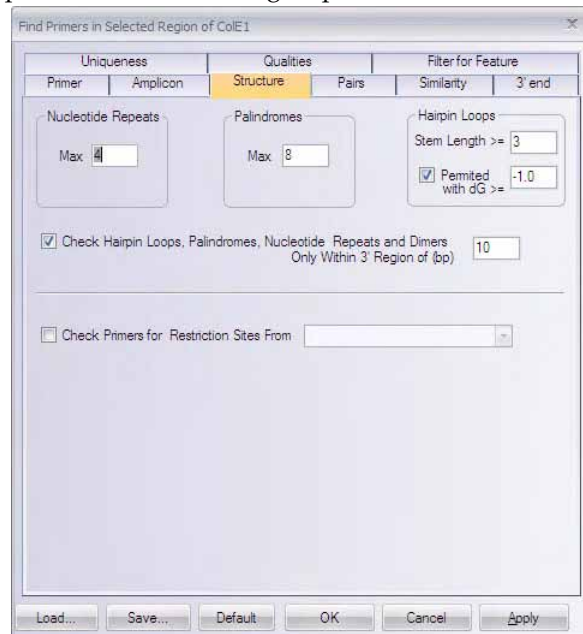 Find Primers in Selected Region of ColE1
Uniqueness Qualities Filter for Feature
Primer Amplicon Structure Pairs Similarity 3' end
Nucleotide Repeats
Max 4
Palindromes
Max 8
Hairpin Loops
Stem Length >= 3
Permited with dG >= -1.0
Check Hairpin Loops, Palindromes, Nucleotide Repeats and Dimers
Only Within 3' Region of (bp) 10
Check Primers for Restriction Sites From
Load... Save... Default OK Cancel Apply